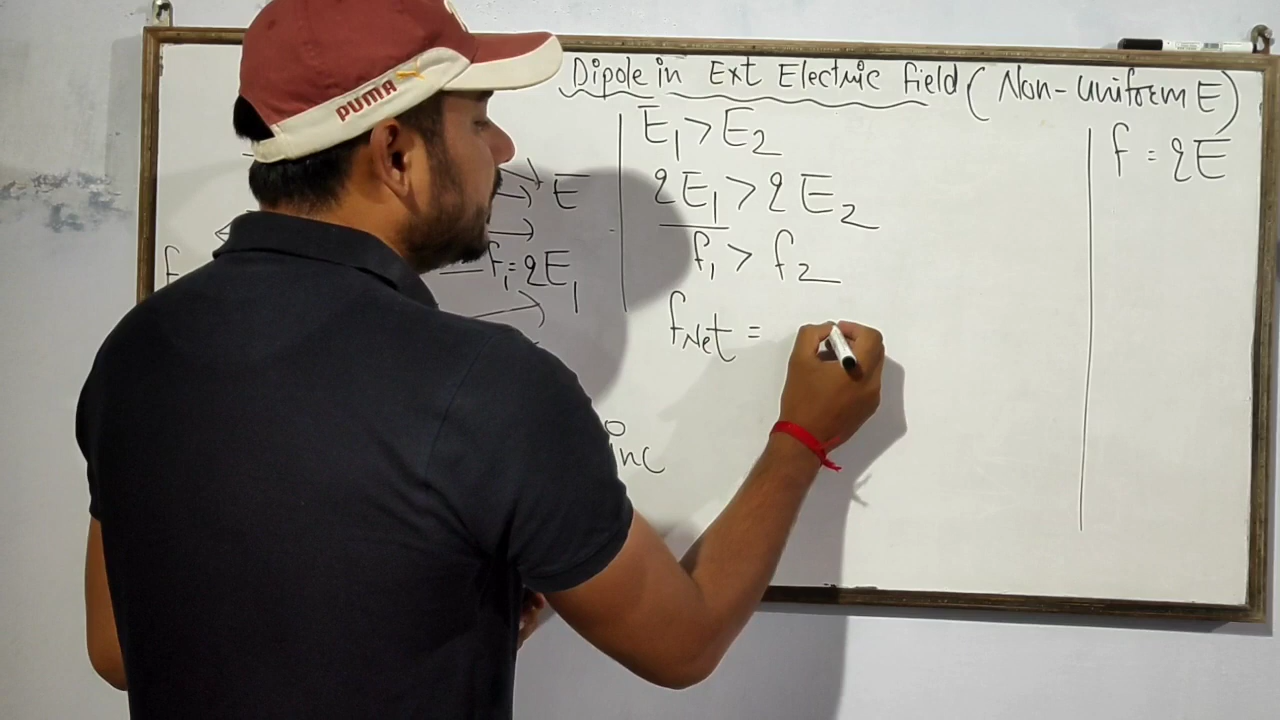 PUMA
Dipole in Ext Electric field (Non-uniform E)
E₁ > E₂
qE₁ > qE₂
f₁ > f₂
fNet =
f = qE
E
f₁ = qE₁
f